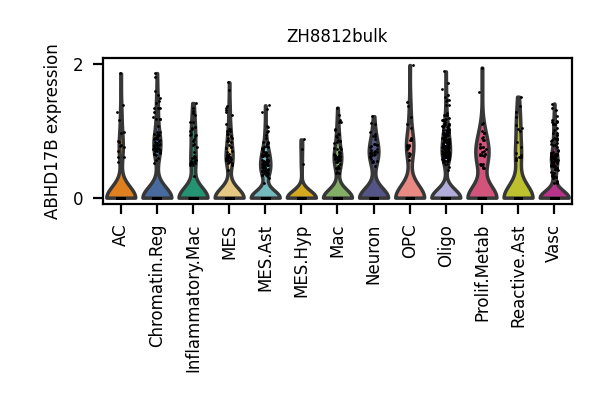 ZH8812bulk
ABHD17B expression
2
0
AC
Chromatin.Reg
Inflammatory.Mac
MES
MES.Ast
MES.Hyp
Mac
Neuron
OPC
Oligo
Prolif.Metab
Reactive.Ast
Vasc